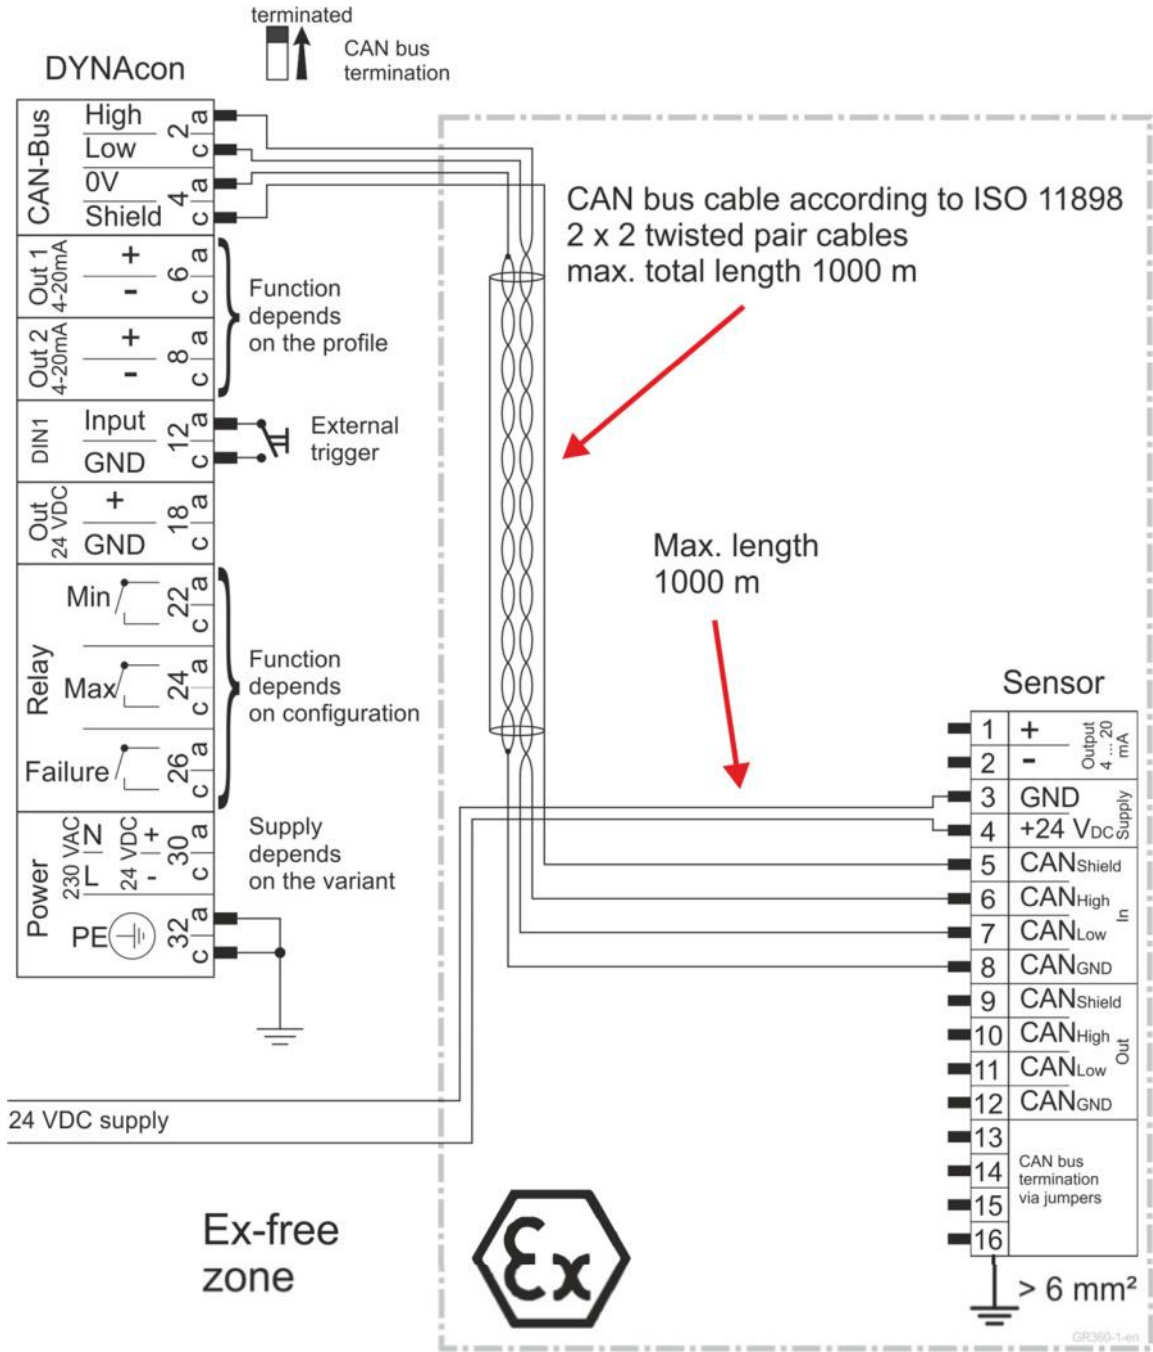 terminated
CAN bus
termination
DYNAcon
CAN-Bus
High
Low
2
a
c
0V
Shield
4
a
c
Out 1
4-20mA
+
-
6
a
c
Out 2
4-20mA
+
-
8
a
c
Function
depends
on the profile
DIN1
Input
GND
12
a
c
External
trigger
Out
24 VDC
+
GND
18
a
c
Relay
Min
22
a
c
Max
24
a
c
Failure
26
a
c
Function
depends
on configuration
Power
230 VAC
N
L
24 VDC
+
-
30
a
c
Supply
depends
on the variant
PE
32
a
c
24 VDC supply
Ex-free
zone
CAN bus cable according to ISO 11898
2 x 2 twisted pair cables
max. total length 1000 m
Max. length
1000 m
Sensor
1 +
2 -
Output
4 ... 20
mA
3 GND
4 +24 VDC
Supply
5 CANShield
6 CANHigh
7 CANLow
8 CANGND
In
9 CANShield
10 CANHigh
11 CANLow
12 CANGND
Out
13
14
15
16
CAN bus
termination
via jumpers
> 6 mm²
Ex
GR360-1-en